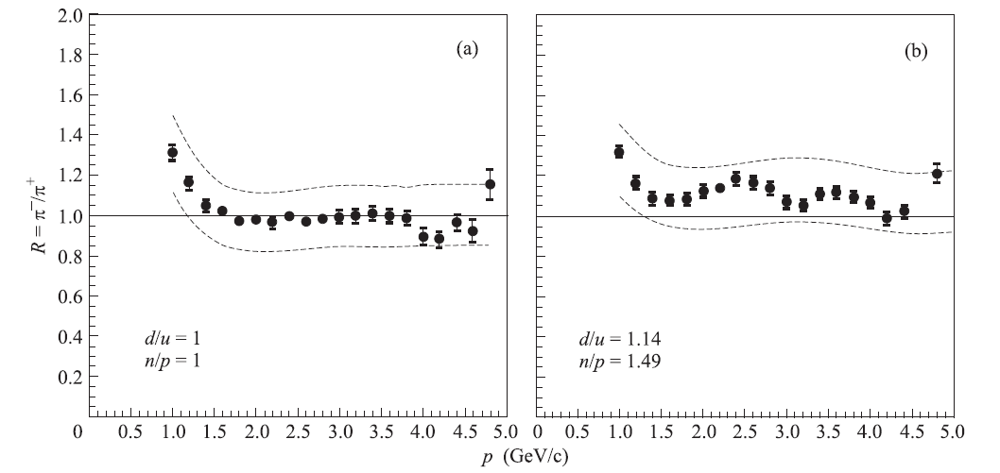 2.0
1.8
1.6
1.4
1.2
1.0
0.8
0.6
0.4
0.2
0
R = π⁻/π⁺
(a)
d/u = 1
n/p = 1
0.5 1.0 1.5 2.0 2.5 3.0 3.5 4.0 4.5 5.0
(b)
d/u = 1.14
n/p = 1.49
0 0.5 1.0 1.5 2.0 2.5 3.0 3.5 4.0 4.5 5.0
p (GeV/c)